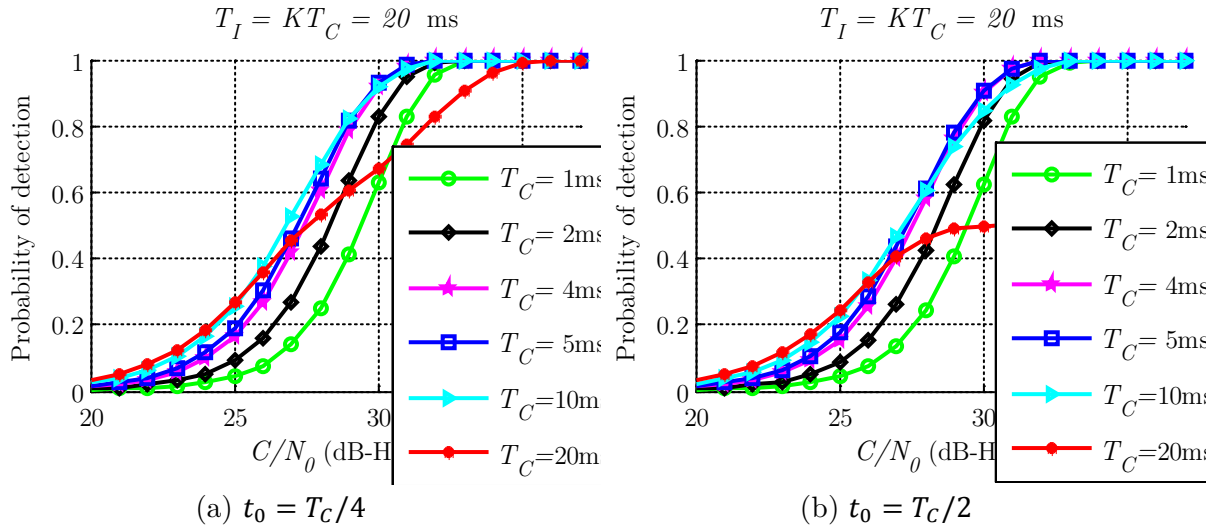 T_I = KT_C = 20 ms
Probability of detection
1
0.8
0.6
0.4
0.2
0
20
25
30
C/N_0 (dB-H
T_C= 1ms
T_C= 2ms
T_C= 4ms
T_C= 5ms
T_C=10m
T_C=20m
(a) t_0 = T_C/4
T_I = KT_C = 20 ms
Probability of detection
1
0.8
0.6
0.4
0.2
0
20
25
30
C/N_0 (dB-H
T_C= 1ms
T_C= 2ms
T_C= 4ms
T_C= 5ms
T_C=10m
T_C=20m
(b) t_0 = T_C/2